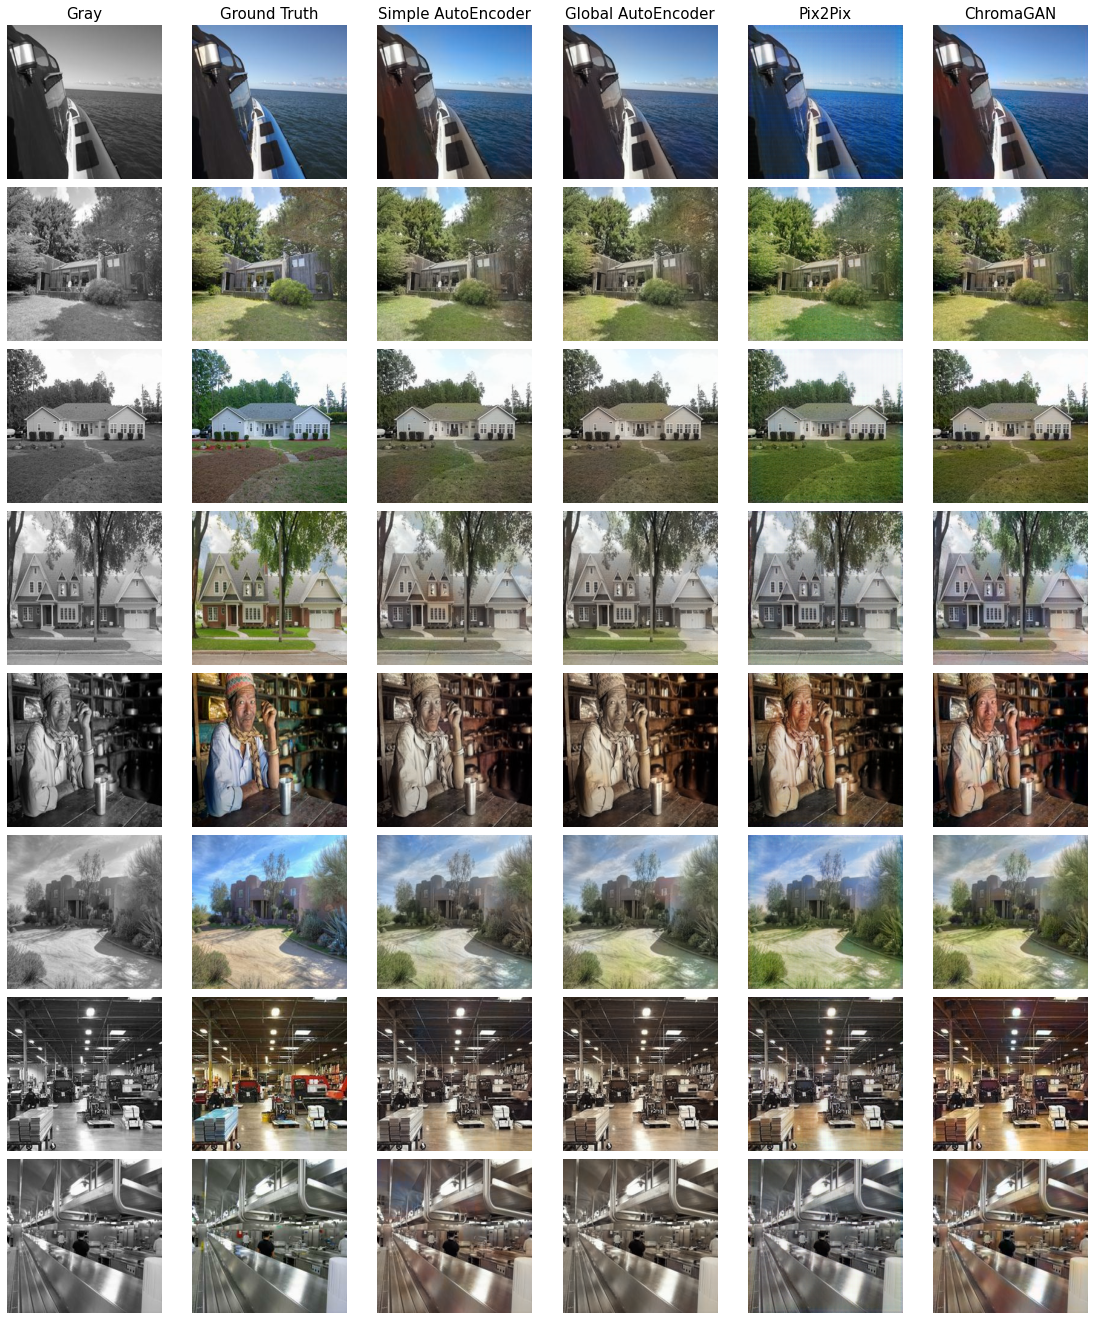 Gray
Ground Truth
Simple AutoEncoder
Global AutoEncoder
Pix2Pix
ChromaGAN